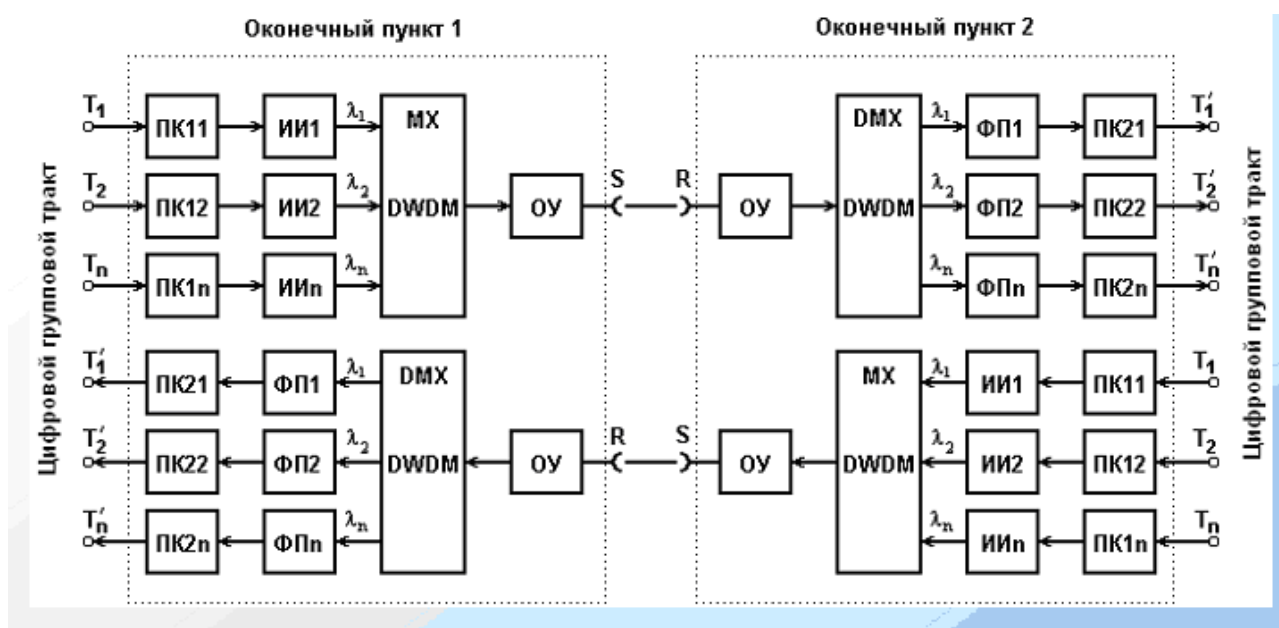 Оконечный пункт 1
Оконечный пункт 2
Цифровой групповой тракт
T1 ПК11 ИИ1 λ1 MX
T2 ПК12 ИИ2 λ2 DWDM ОУ S R ОУ DWDM
Tn ПК1n ИИn λn
DMX λ1 ФП1 ПК21 T′1
λ2 ФП2 ПК22 T′2
λn ФПn ПК2n T′n
Цифровой групповой тракт
T′1 ПК21 ФП1 λ1 DMX
T′2 ПК22 ФП2 λ2 DWDM ОУ R S ОУ DWDM
T′n ПК2n ФПn λn
MX λ1 ИИ1 ПК11 T1
λ2 ИИ2 ПК12 T2
λn ИИn ПК1n Tn